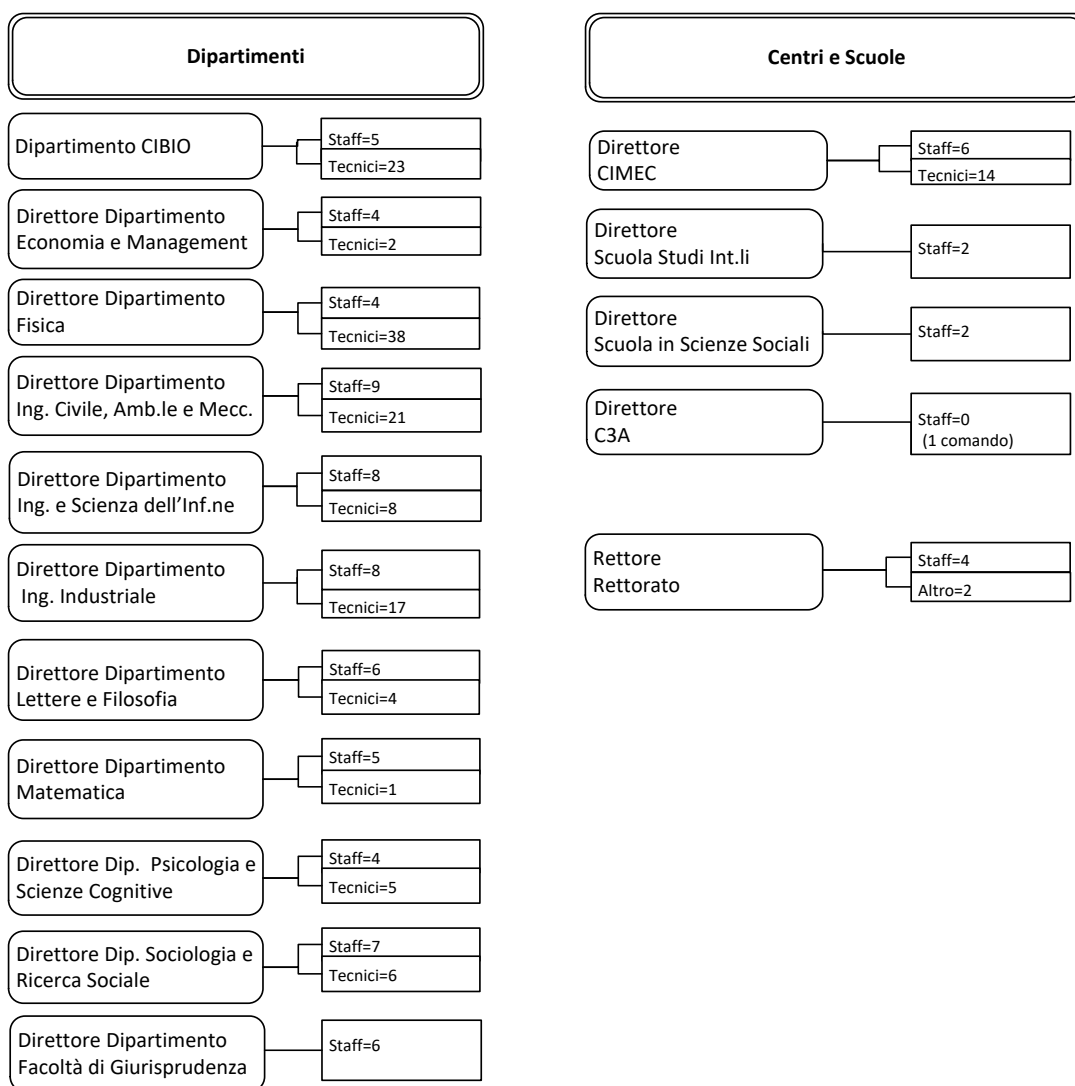 Dipartimenti
Dipartimento CIBIO
Staff=5
Tecnici=23
Direttore Dipartimento
Economia e Management
Staff=4
Tecnici=2
Direttore Dipartimento
Fisica
Staff=4
Tecnici=38
Direttore Dipartimento
Ing. Civile, Amb.le e Mecc.
Staff=9
Tecnici=21
Direttore Dipartimento
Ing. e Scienza dell’Inf.ne
Staff=8
Tecnici=8
Direttore Dipartimento
Ing. Industriale
Staff=8
Tecnici=17
Direttore Dipartimento
Lettere e Filosofia
Staff=6
Tecnici=4
Direttore Dipartimento
Matematica
Staff=5
Tecnici=1
Direttore Dip. Psicologia e
Scienze Cognitive
Staff=4
Tecnici=5
Direttore Dip. Sociologia e
Ricerca Sociale
Staff=7
Tecnici=6
Direttore Dipartimento
Facoltà di Giurisprudenza
Staff=6
Centri e Scuole
Direttore
CIMEC
Staff=6
Tecnici=14
Direttore
Scuola Studi Int.li
Staff=2
Direttore
Scuola in Scienze Sociali
Staff=2
Direttore
C3A
Staff=0
(1 comando)
Rettore
Rettorato
Staff=4
Altro=2